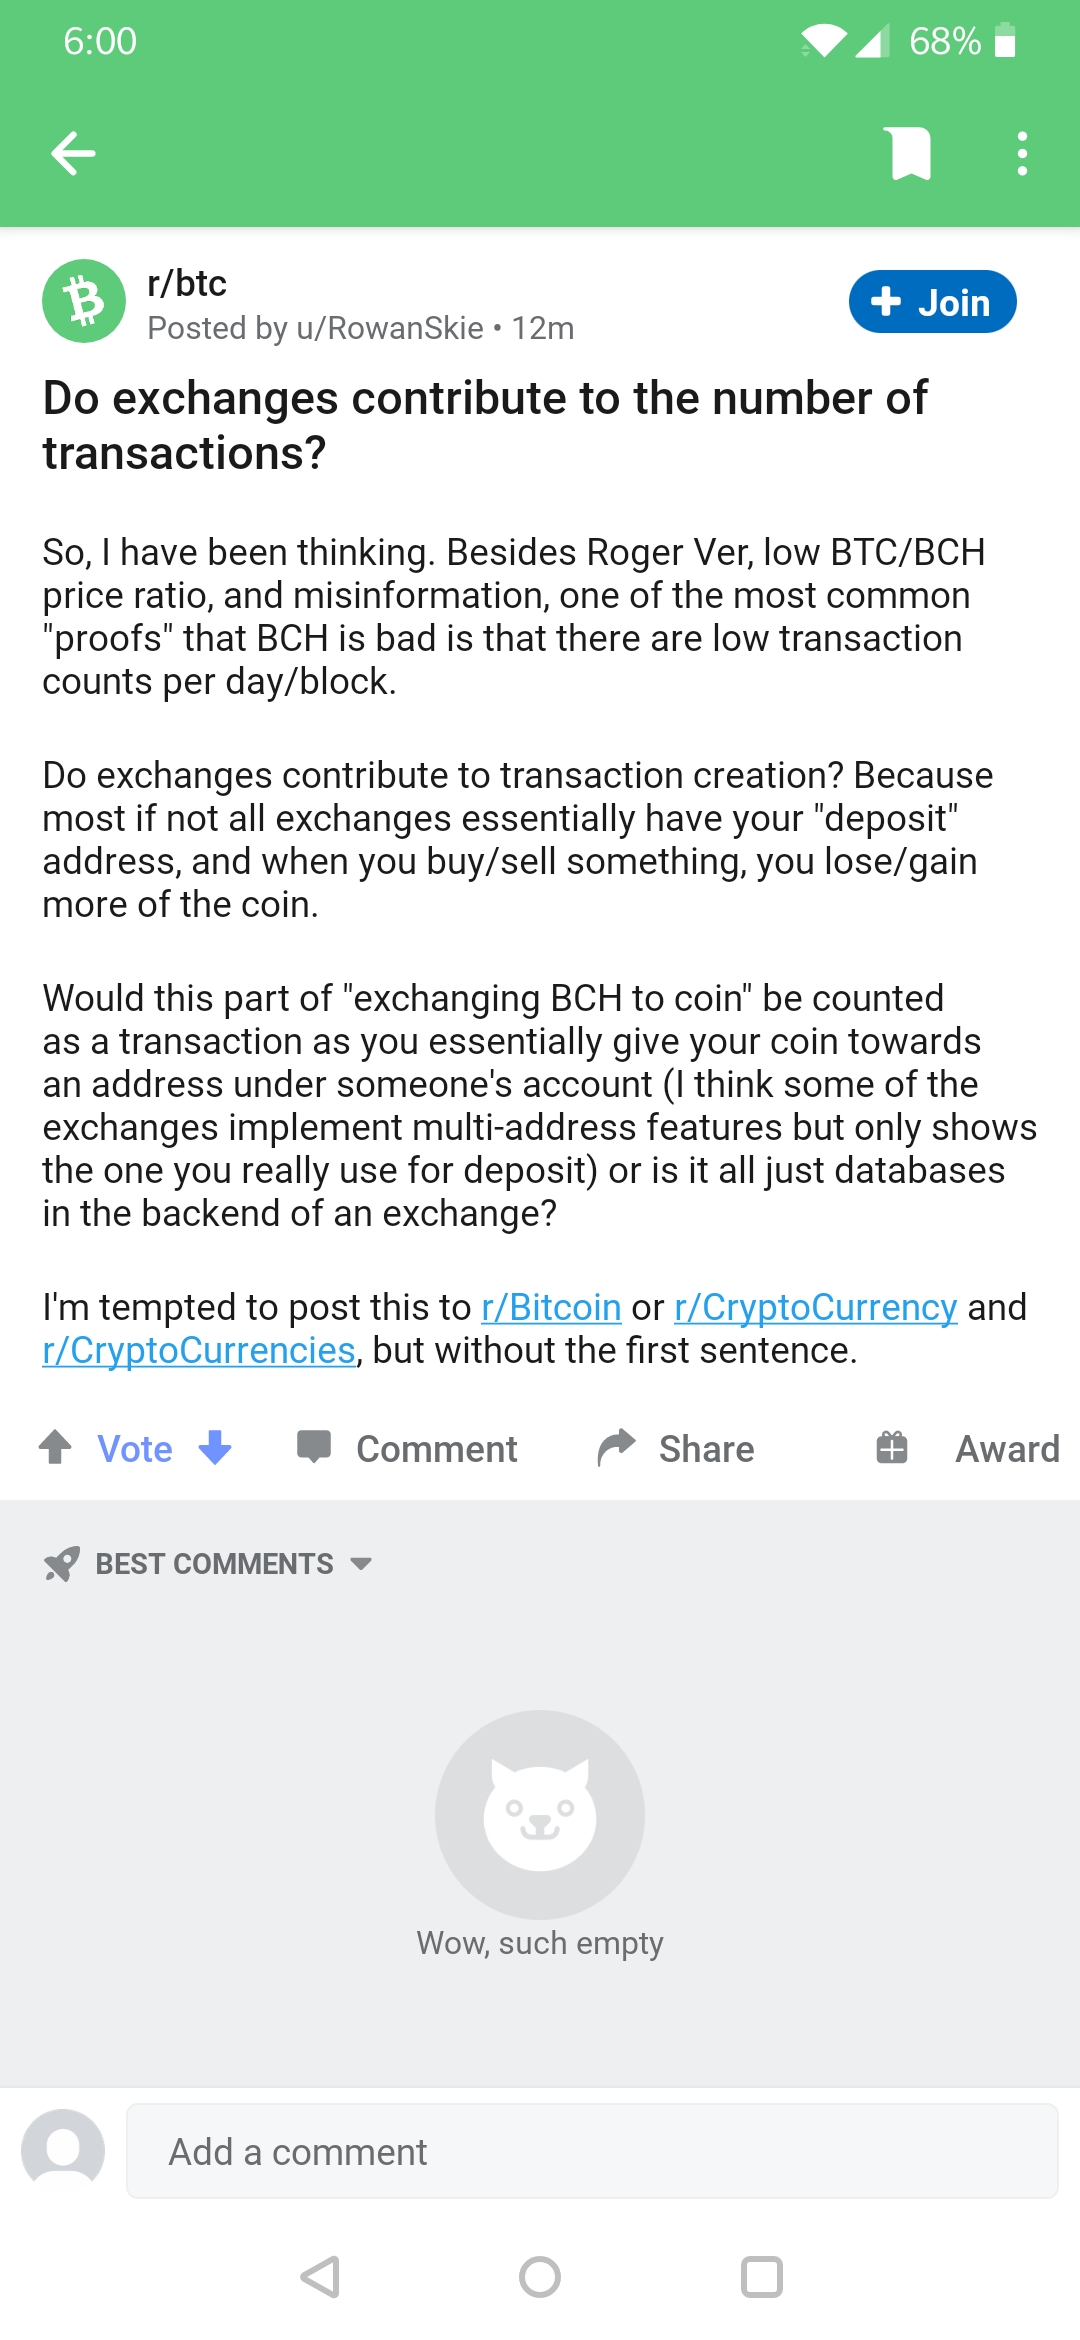 6:00
68%
r/btc
Posted by u/RowanSkie • 12m
Join
Do exchanges contribute to the number of
transactions?
So, I have been thinking. Besides Roger Ver, low BTC/BCH
price ratio, and misinformation, one of the most common
"proofs" that BCH is bad is that there are low transaction
counts per day/block.
Do exchanges contribute to transaction creation? Because
most if not all exchanges essentially have your "deposit"
address, and when you buy/sell something, you lose/gain
more of the coin.
Would this part of "exchanging BCH to coin" be counted
as a transaction as you essentially give your coin towards
an address under someone's account (I think some of the
exchanges implement multi-address features but only shows
the one you really use for deposit) or is it all just databases
in the backend of an exchange?
I'm tempted to post this to r/Bitcoin or r/CryptoCurrency and
r/CryptoCurrencies, but without the first sentence.
Vote
Comment
Share
Award
BEST COMMENTS
Wow, such empty
Add a comment